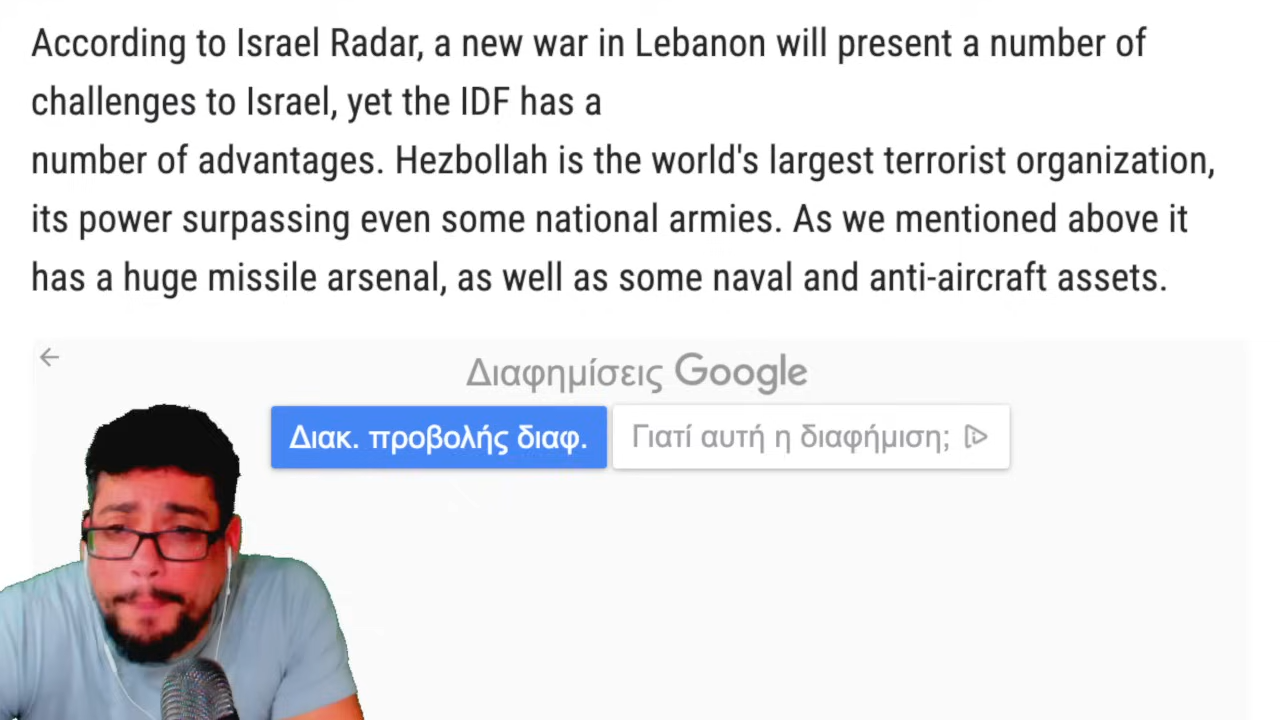 According to Israel Radar, a new war in Lebanon will present a number of
challenges to Israel, yet the IDF has a
number of advantages. Hezbollah is the world's largest terrorist organization,
its power surpassing even some national armies. As we mentioned above it
has a huge missile arsenal, as well as some naval and anti-aircraft assets.
Διαφημίσεις Google
Διακ. προβολής διαφ.
Γιατί αυτή η διαφήμιση;